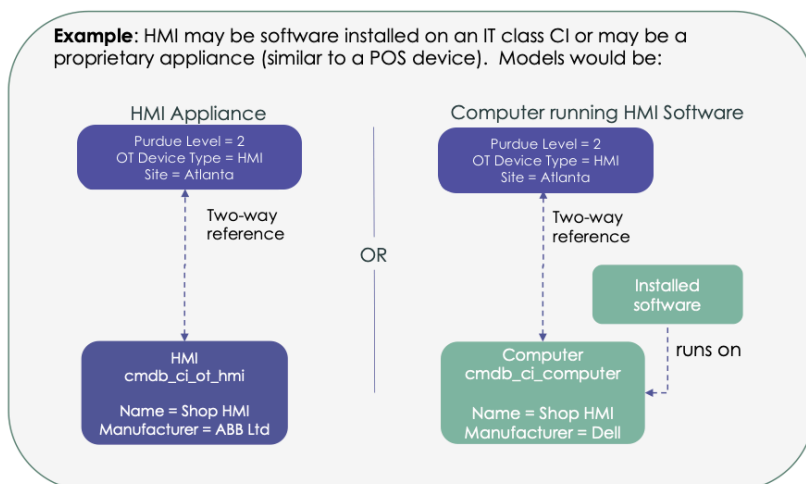 Example: HMI may be software installed on an IT class CI or may be a
proprietary appliance (similar to a POS device).  Models would be:
HMI Appliance
Purdue Level = 2
OT Device Type = HMI
Site = Atlanta
Two-way
reference
HMI
cmdb_ci_ot_hmi
Name = Shop HMI
Manufacturer = ABB Ltd
OR
Computer running HMI Software
Purdue Level = 2
OT Device Type = HMI
Site = Atlanta
Two-way
reference
Installed
software
runs on
Computer
cmdb_ci_computer
Name = Shop HMI
Manufacturer = Dell